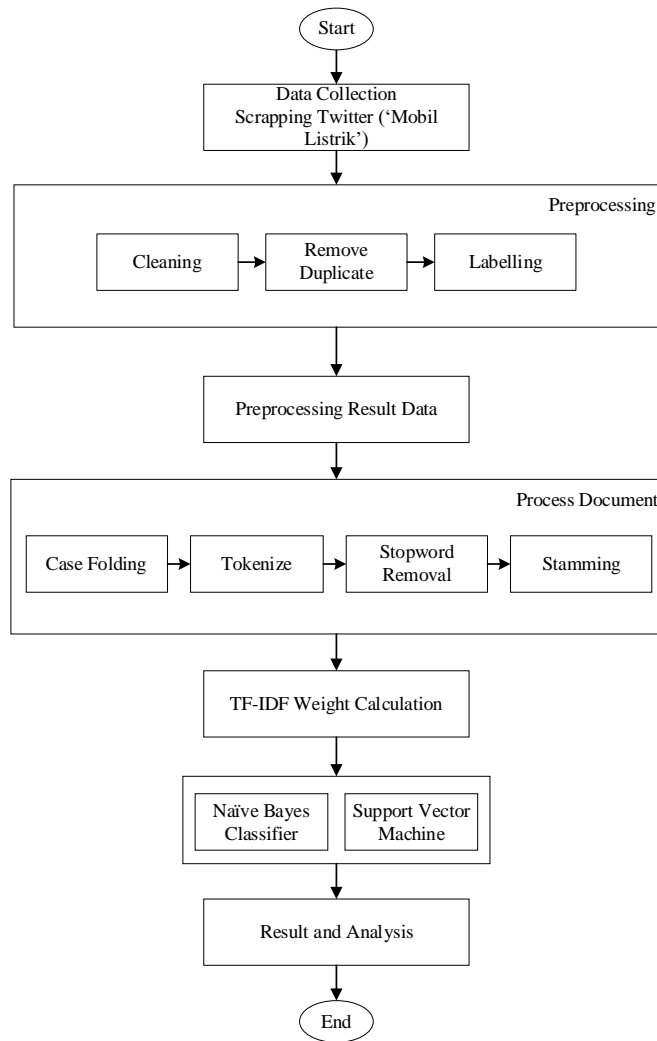 Start
Data Collection
Scrapping Twitter (‘Mobil
Listrik’)
Preprocessing
Cleaning
Remove
Duplicate
Labelling
Preprocessing Result Data
Process Document
Case Folding
Tokenize
Stopword
Removal
Stamming
TF-IDF Weight Calculation
Naïve Bayes
Classifier
Support Vector
Machine
Result and Analysis
End